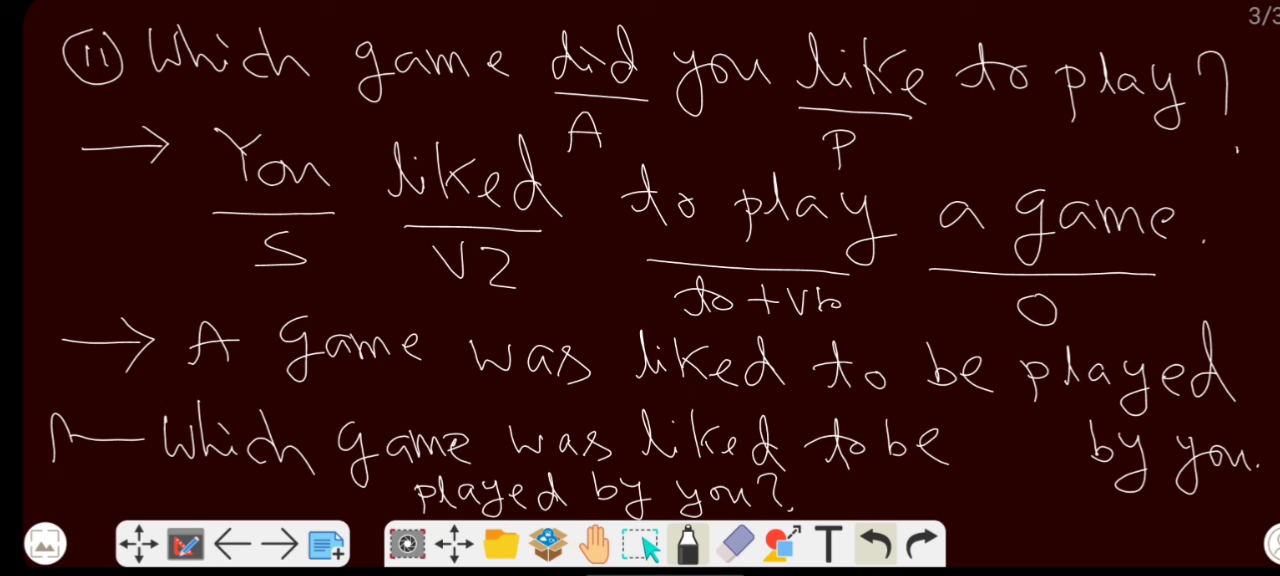 3/3
(11) Which game did you like to play?
A P
→ You liked to play a game.
S V2 to+Vb O
→ A Game was liked to be played
by you.
Which game was liked to be
played by you?
T